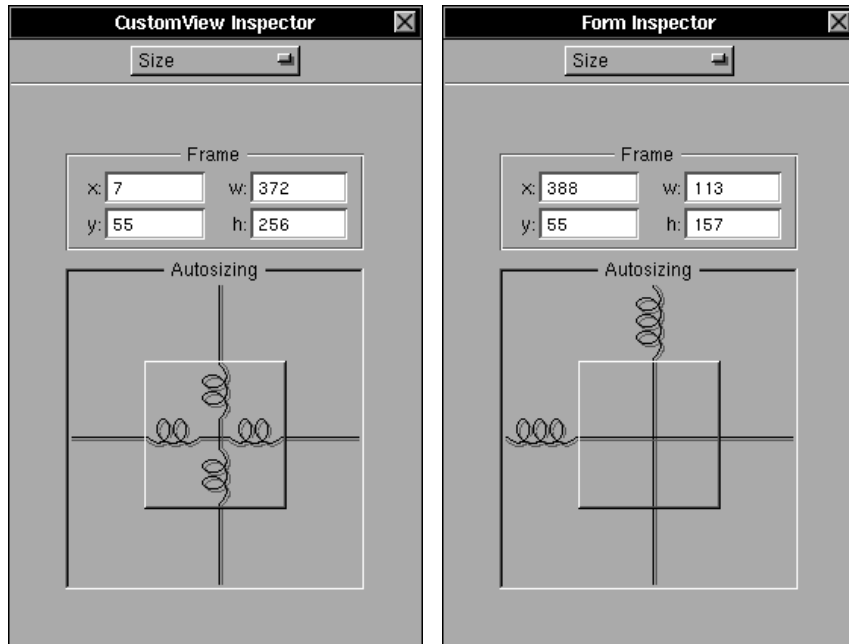 CustomView Inspector
Size
Frame
x: 7 w: 372
y: 55 h: 256
Autosizing
Form Inspector
Size
Frame
x: 388 w: 113
y: 55 h: 157
Autosizing